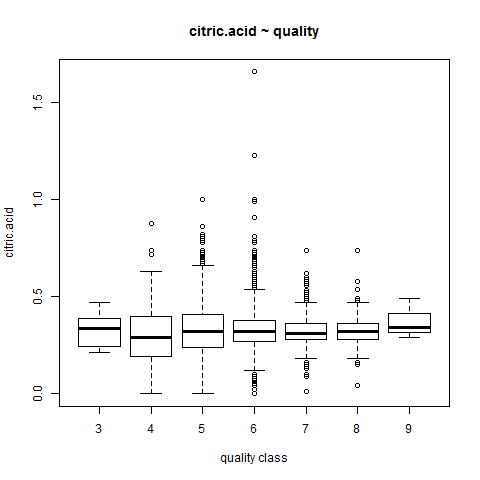 citric.acid ~ quality
citric.acid
1.5
1.0
0.5
0.0
3 4 5 6 7 8 9
quality class